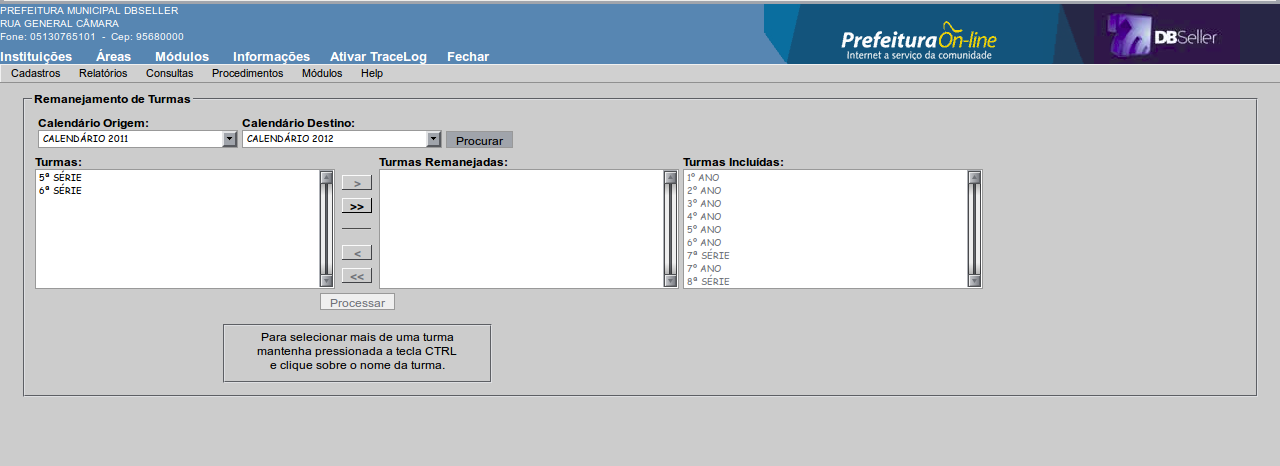 PREFEITURA MUNICIPAL DBSELLER
RUA GENERAL CÂMARA
Fone: 05130765101 - Cep: 95680000
PrefeituraOn-line
Internet a serviço da comunidade
DBSeller
Instituições Áreas Módulos Informações Ativar TraceLog Fechar
Cadastros Relatórios Consultas Procedimentos Módulos Help
Remanejamento de Turmas
Calendário Origem: Calendário Destino:
CALENDÁRIO 2011 CALENDÁRIO 2012 Procurar
Turmas: Turmas Remanejadas: Turmas Incluídas:
5ª SÉRIE
6ª SÉRIE
>
>>
<
<<
1º ANO
2º ANO
3º ANO
4º ANO
5º ANO
6º ANO
7ª SÉRIE
7º ANO
8ª SÉRIE
Processar
Para selecionar mais de uma turma
mantenha pressionada a tecla CTRL
e clique sobre o nome da turma.